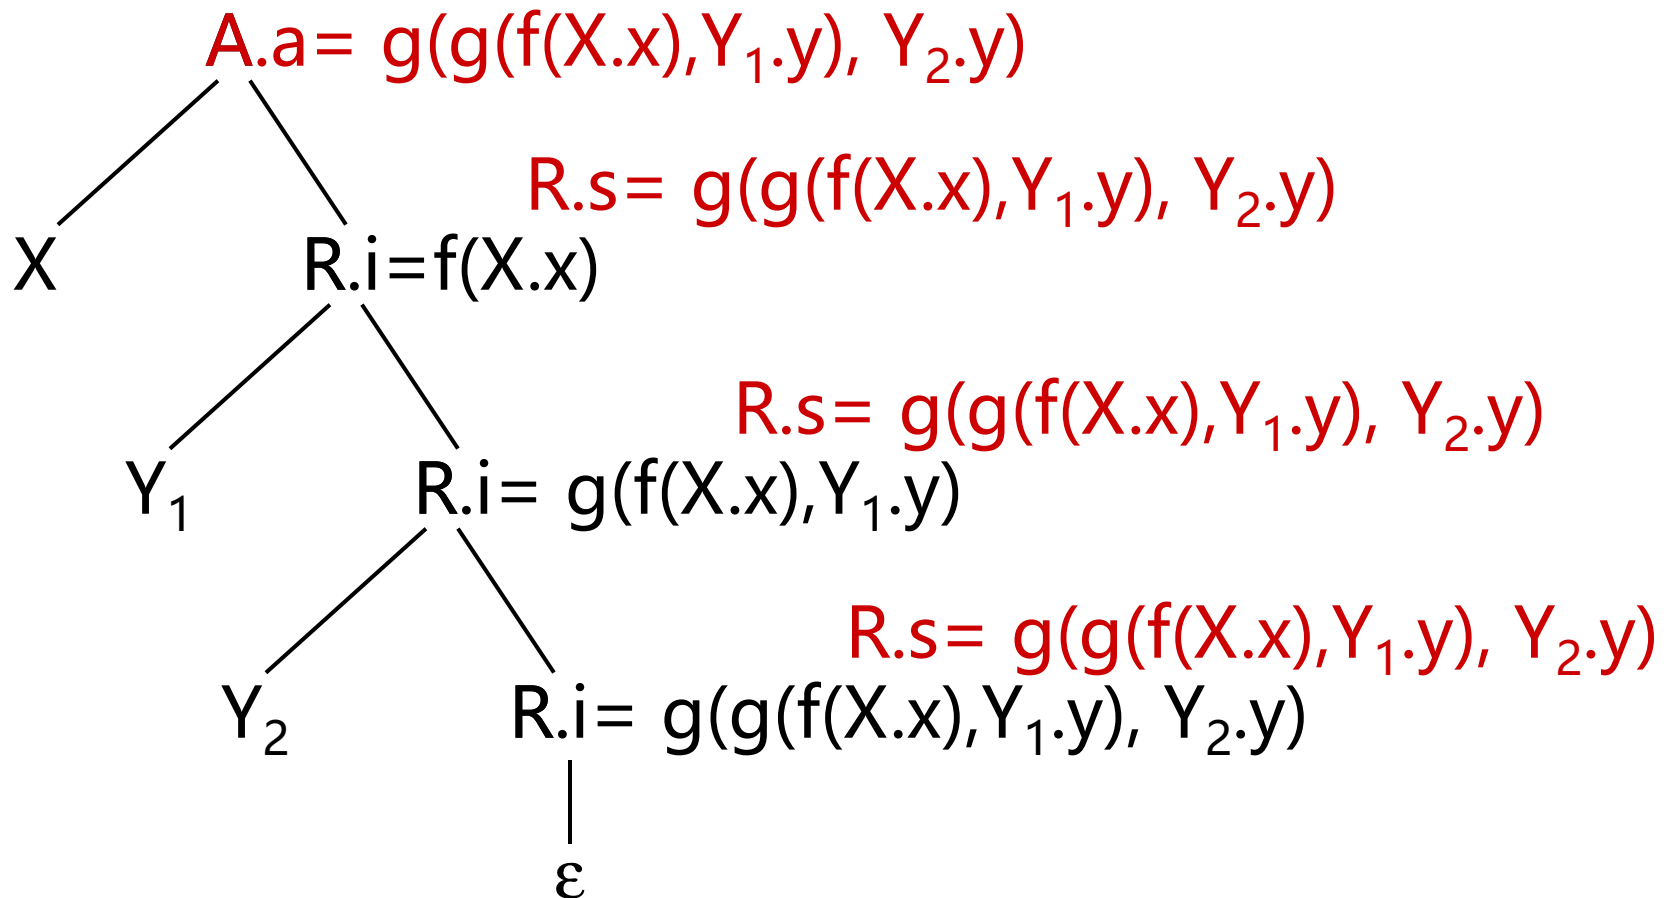 A.a= g(g(f(X.x),Y₁.y), Y₂.y)
R.s= g(g(f(X.x),Y₁.y), Y₂.y)
X R.i=f(X.x)
R.s= g(g(f(X.x),Y₁.y), Y₂.y)
Y₁ R.i= g(f(X.x),Y₁.y)
R.s= g(g(f(X.x),Y₁.y), Y₂.y)
Y₂ R.i= g(g(f(X.x),Y₁.y), Y₂.y)
ε